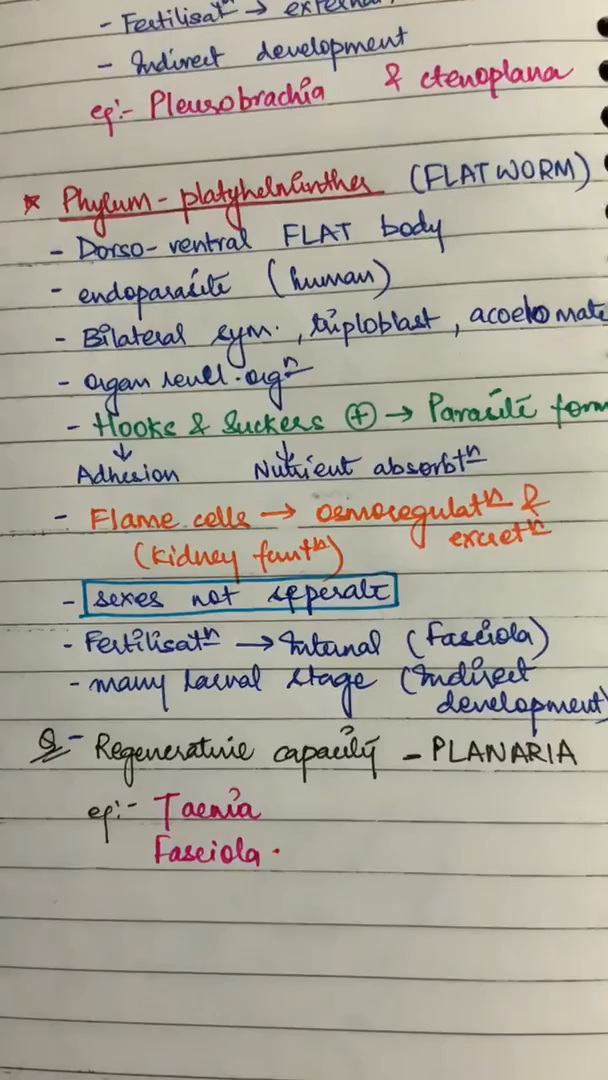 - Fertilisatⁿ → external
- Indirect development
eg:- Pleurobrachia & ctenoplana
* Phylum - platyhelminthes (FLAT WORM)
- Dorso-ventral FLAT body
- endoparasite (human)
- Bilateral sym., triploblast, acoelomate
- organ level.orgⁿ
- Hooks & Suckers ⊕ → Parasite form
↓ ↓
Adhesion Nutrient absorbtⁿ
- Flame cells → osmoregulatⁿ & excretⁿ
(kidney functⁿ)
- sexes not seperate
- Fertilisatⁿ → Internal (Fasciola)
- many larval stage (Indirect development)
Q - Regenerative capacity - PLANARIA
eg:- Taenia
Fasciola.